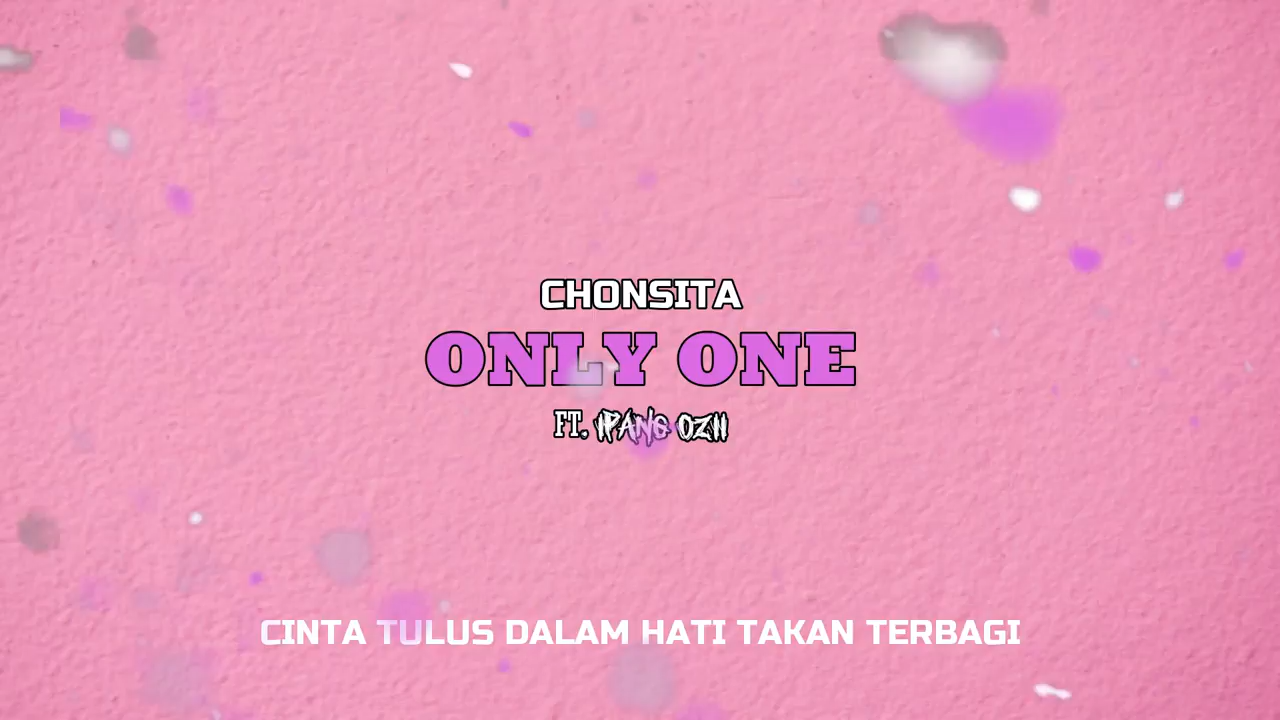 CHONSITA
ONLY ONE
FT. IPANG OZII
CINTA TULUS DALAM HATI TAKAN TERBAGI